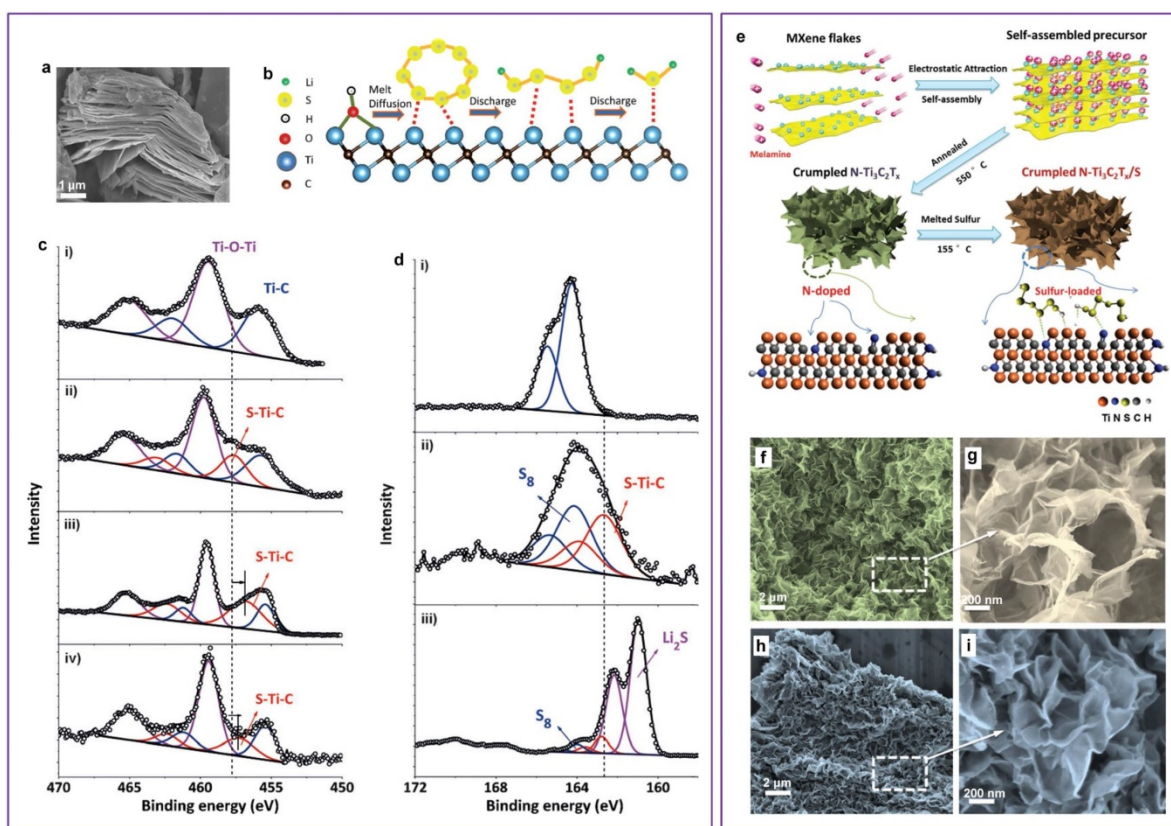 a
1 µm
b
Li
S
H
O
Ti
C
Melt
Diffusion
Discharge
Discharge
c
i)
Ti-O-Ti
Ti-C
ii)
S-Ti-C
iii)
S-Ti-C
iv)
S-Ti-C
Intensity
470 465 460 455 450
Binding energy (eV)
d
i)
ii)
S₈
S-Ti-C
iii)
Li₂S
S₈
Intensity
172 168 164 160
Binding energy (eV)
e
MXene flakes
Self-assembled precursor
Electrostatic Attraction
Self-assembly
Melamine
Annealed
550 ° C
Crumpled N-Ti₃C₂Tₓ
Crumpled N-Ti₃C₂Tₓ/S
Melted Sulfur
155 ° C
N-doped
Sulfur-loaded
Ti N S C H
f
2 µm
g
200 nm
h
2 µm
i
200 nm